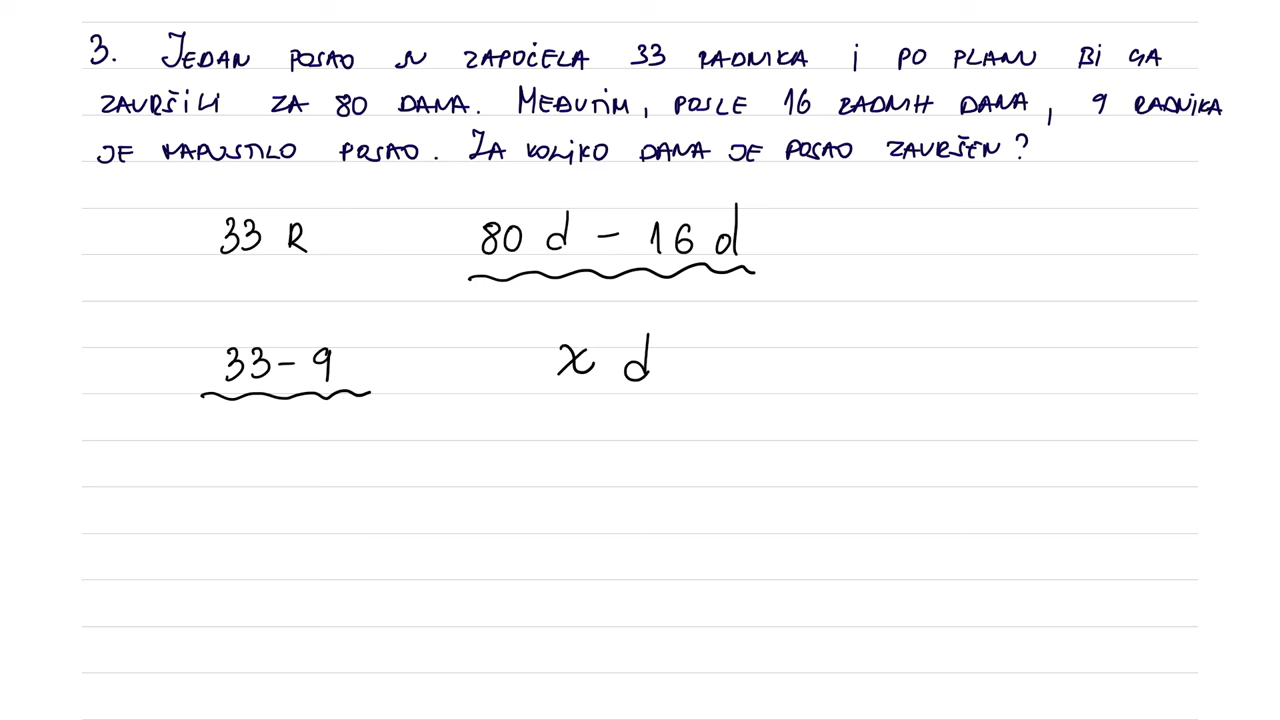 3. JEDAN POSAO SU ZAPOČELA 33 RADNIKA I PO PLANU BI GA
ZAVRŠILI ZA 80 DANA. MEĐUTIM, POSLE 16 RADNIH DANA, 9 RADNIKA
JE NAPUSTILO POSAO. ZA KOLIKO DANA JE POSAO ZAVRŠEN?
33 R 80 d - 16 d
33 - 9 x d